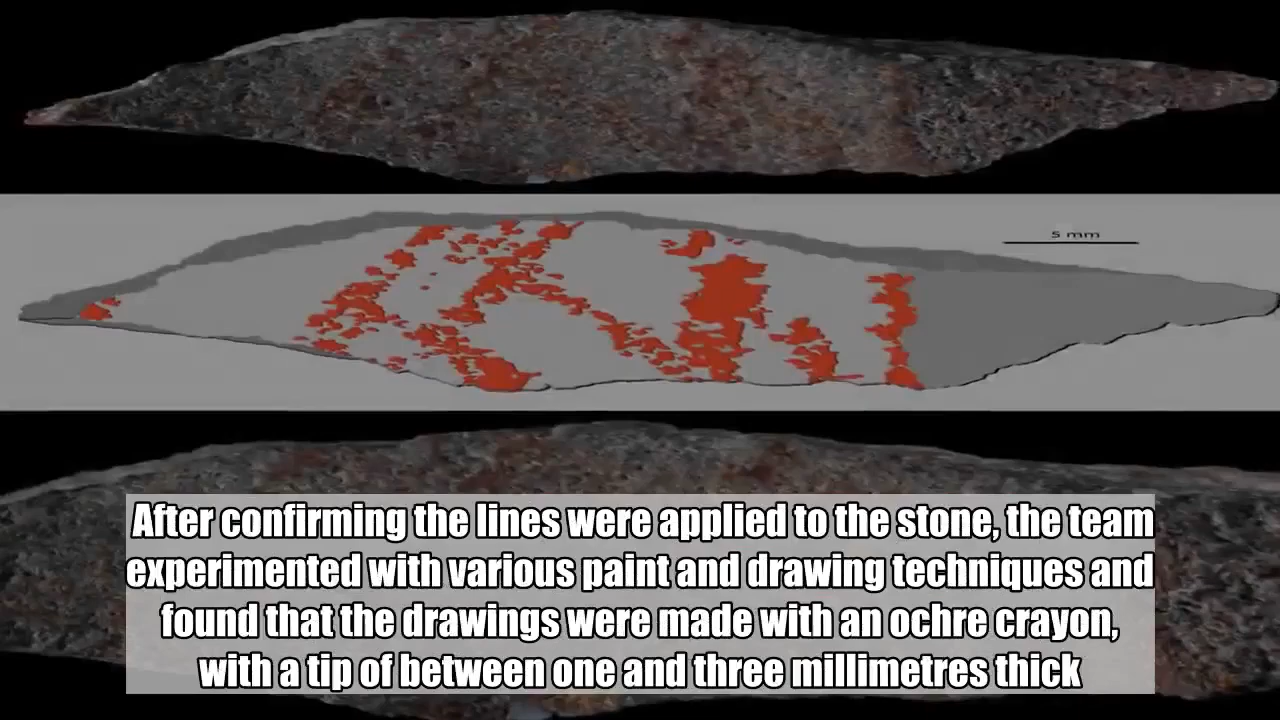 5 mm
After confirming the lines were applied to the stone, the team
experimented with various paint and drawing techniques and
found that the drawings were made with an ochre crayon,
with a tip of between one and three millimetres thick